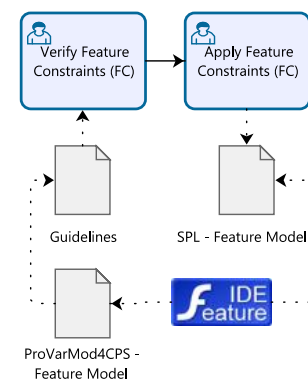 Verify Feature
Constraints (FC)
Apply Feature
Constraints (FC)
Guidelines
SPL - Feature Model
IDE
Feature
ProVarMod4CPS -
Feature Model